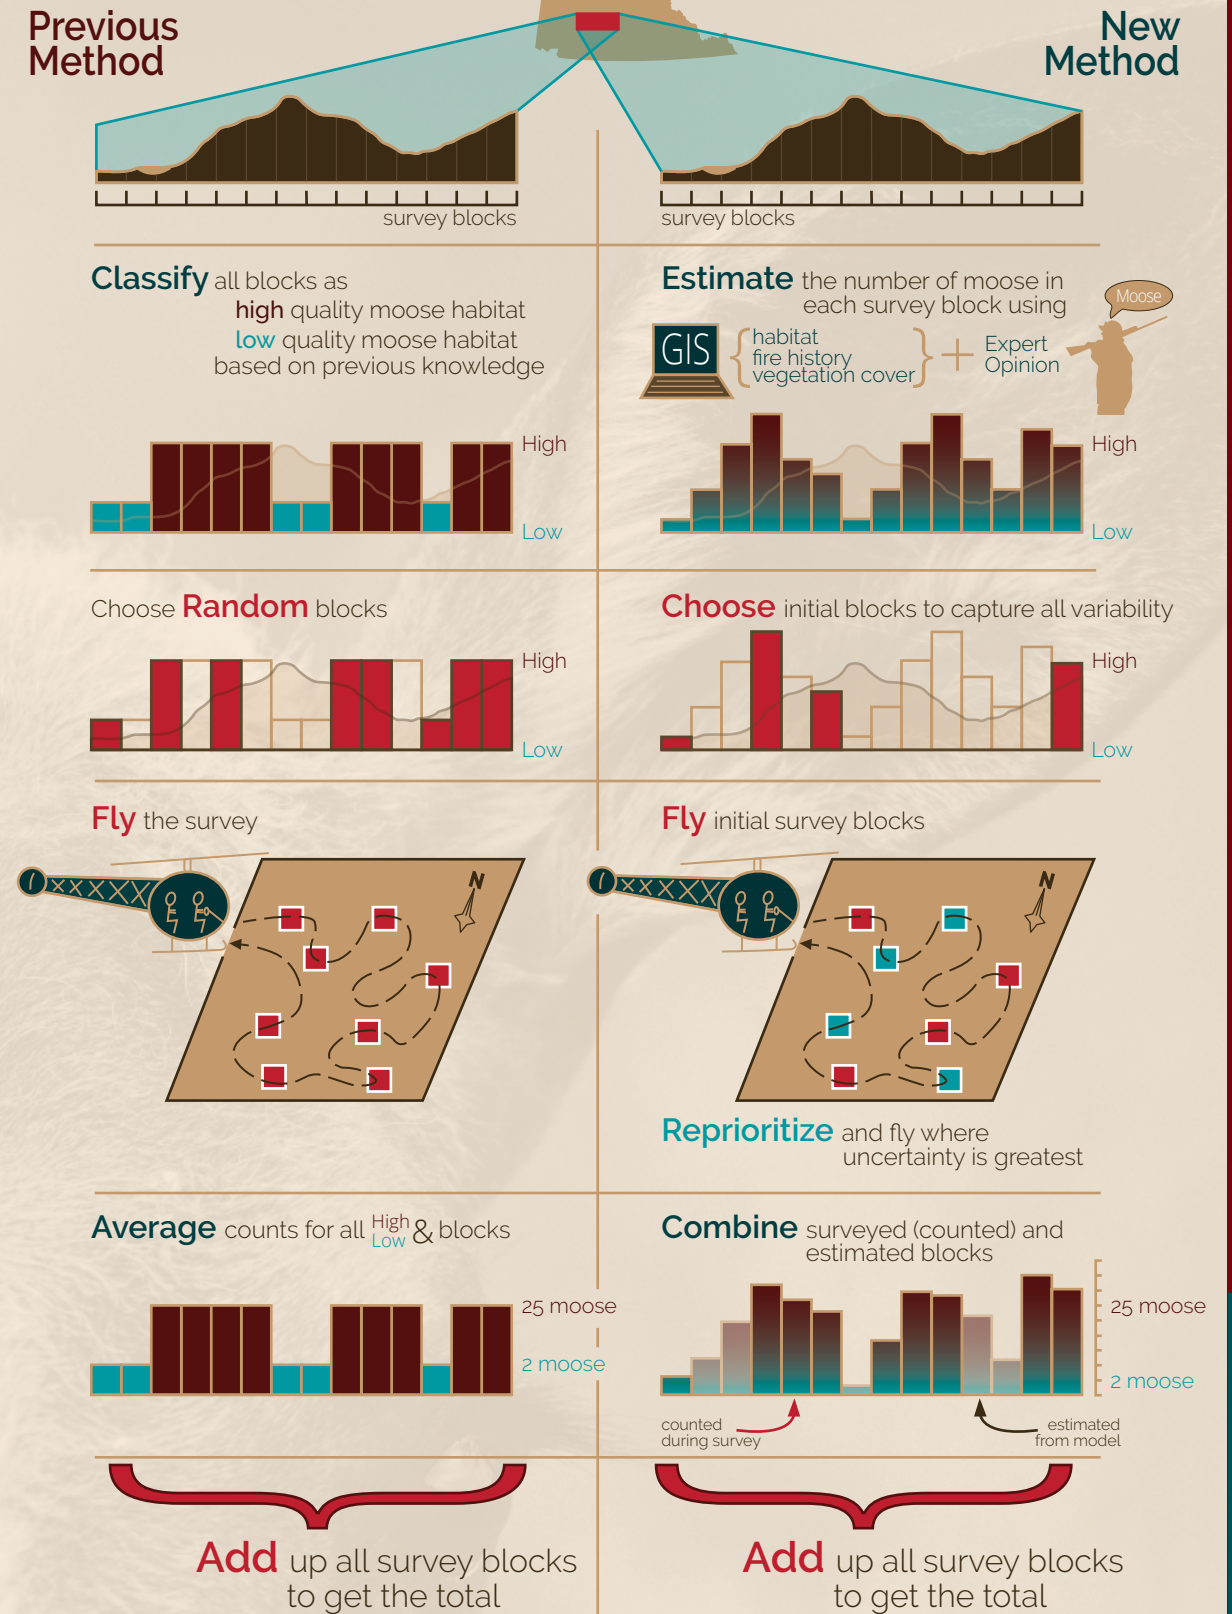 Previous
Method
New
Method
survey blocks
survey blocks
Classify all blocks as
high quality moose habitat
low quality moose habitat
based on previous knowledge
High
Low
Estimate the number of moose in
each survey block using
Moose
GIS
habitat
fire history
vegetation cover
+
Expert
Opinion
High
Low
Choose Random blocks
High
Low
Choose initial blocks to capture all variability
High
Low
Fly the survey
N
Fly initial survey blocks
N
Reprioritize and fly where
uncertainty is greatest
Average counts for all High & blocks
Low
25 moose
2 moose
Combine surveyed (counted) and
estimated blocks
25 moose
2 moose
counted
during survey
estimated
from model
Add up all survey blocks
to get the total
Add up all survey blocks
to get the total